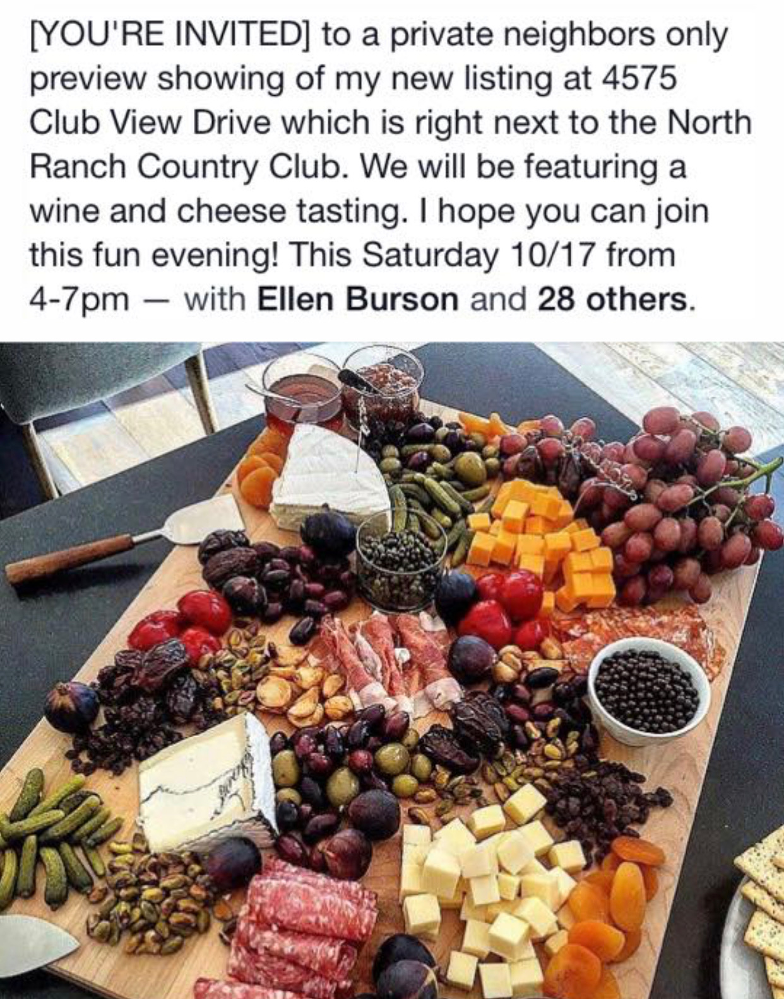 [YOU'RE INVITED] to a private neighbors only
preview showing of my new listing at 4575
Club View Drive which is right next to the North
Ranch Country Club. We will be featuring a
wine and cheese tasting. I hope you can join
this fun evening! This Saturday 10/17 from
4-7pm — with Ellen Burson and 28 others.